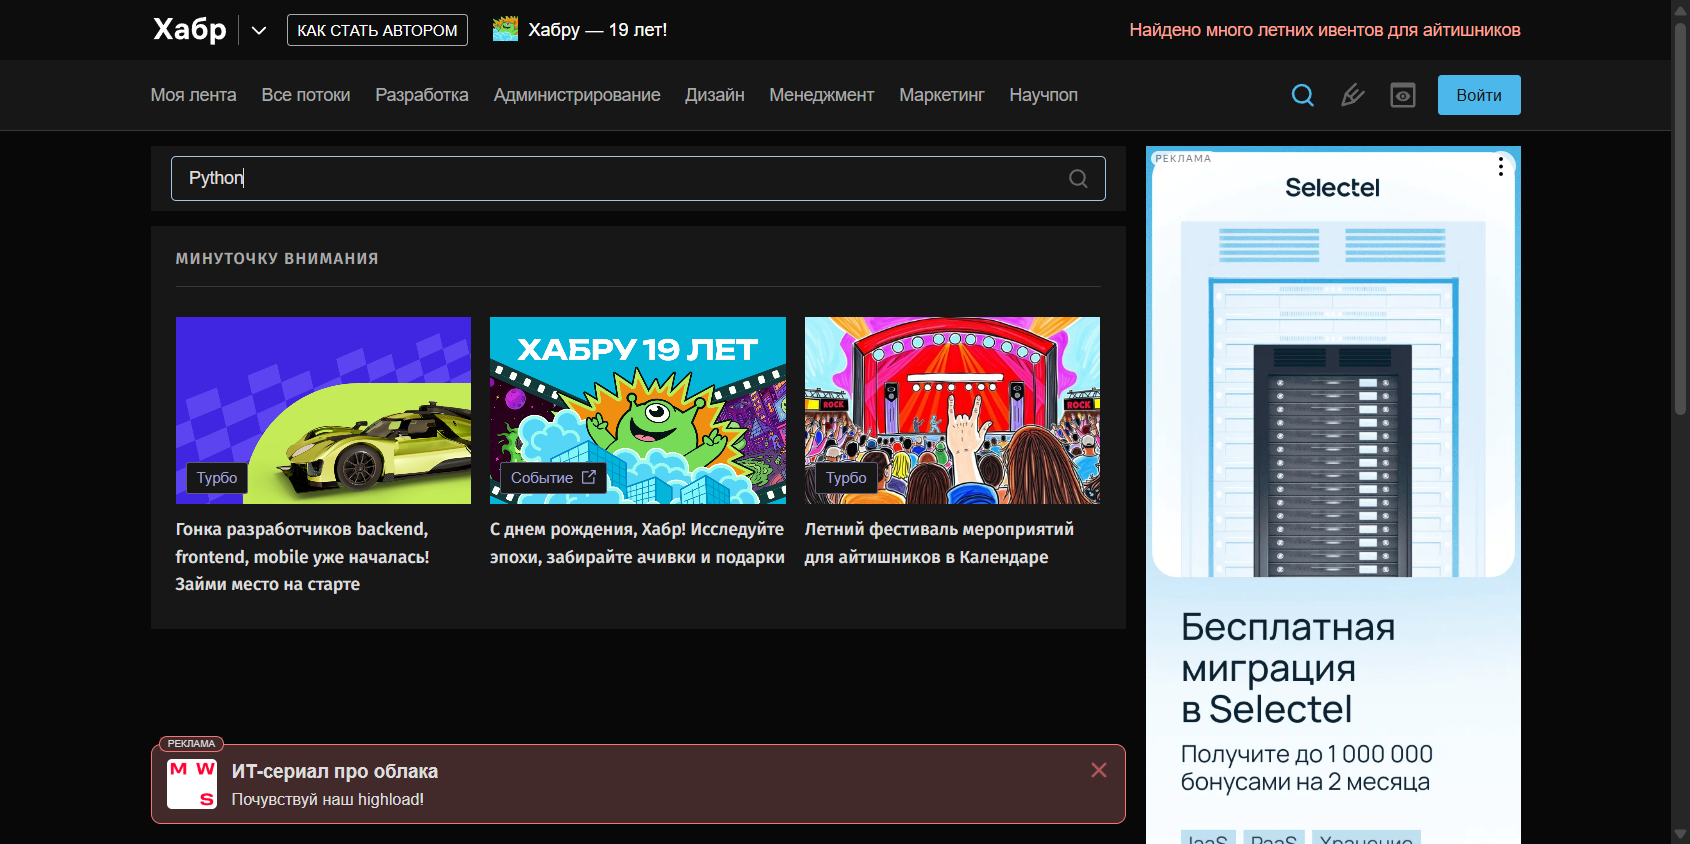 Хабр
КАК СТАТЬ АВТОРОМ
Хабру — 19 лет!
Найдено много летних ивентов для айтишников
Моя лента
Все потоки
Разработка
Администрирование
Дизайн
Менеджмент
Маркетинг
Научпоп
Войти
Python
МИНУТОЧКУ ВНИМАНИЯ
Турбо
Гонка разработчиков backend,
frontend, mobile уже началась!
Займи место на старте
ХАБРУ 19 ЛЕТ
Событие
С днем рождения, Хабр! Исследуйте
эпохи, забирайте ачивки и подарки
ROCK
ROCK
Турбо
Летний фестиваль мероприятий
для айтишников в Календаре
РЕКЛАМА
MWS
ИТ-сериал про облака
Почувствуй наш highload!
РЕКЛАМА
Selectel
Бесплатная
миграция
в Selectel
Получите до 1 000 000
бонусами на 2 месяца
IaaS
PaaS
Хранение